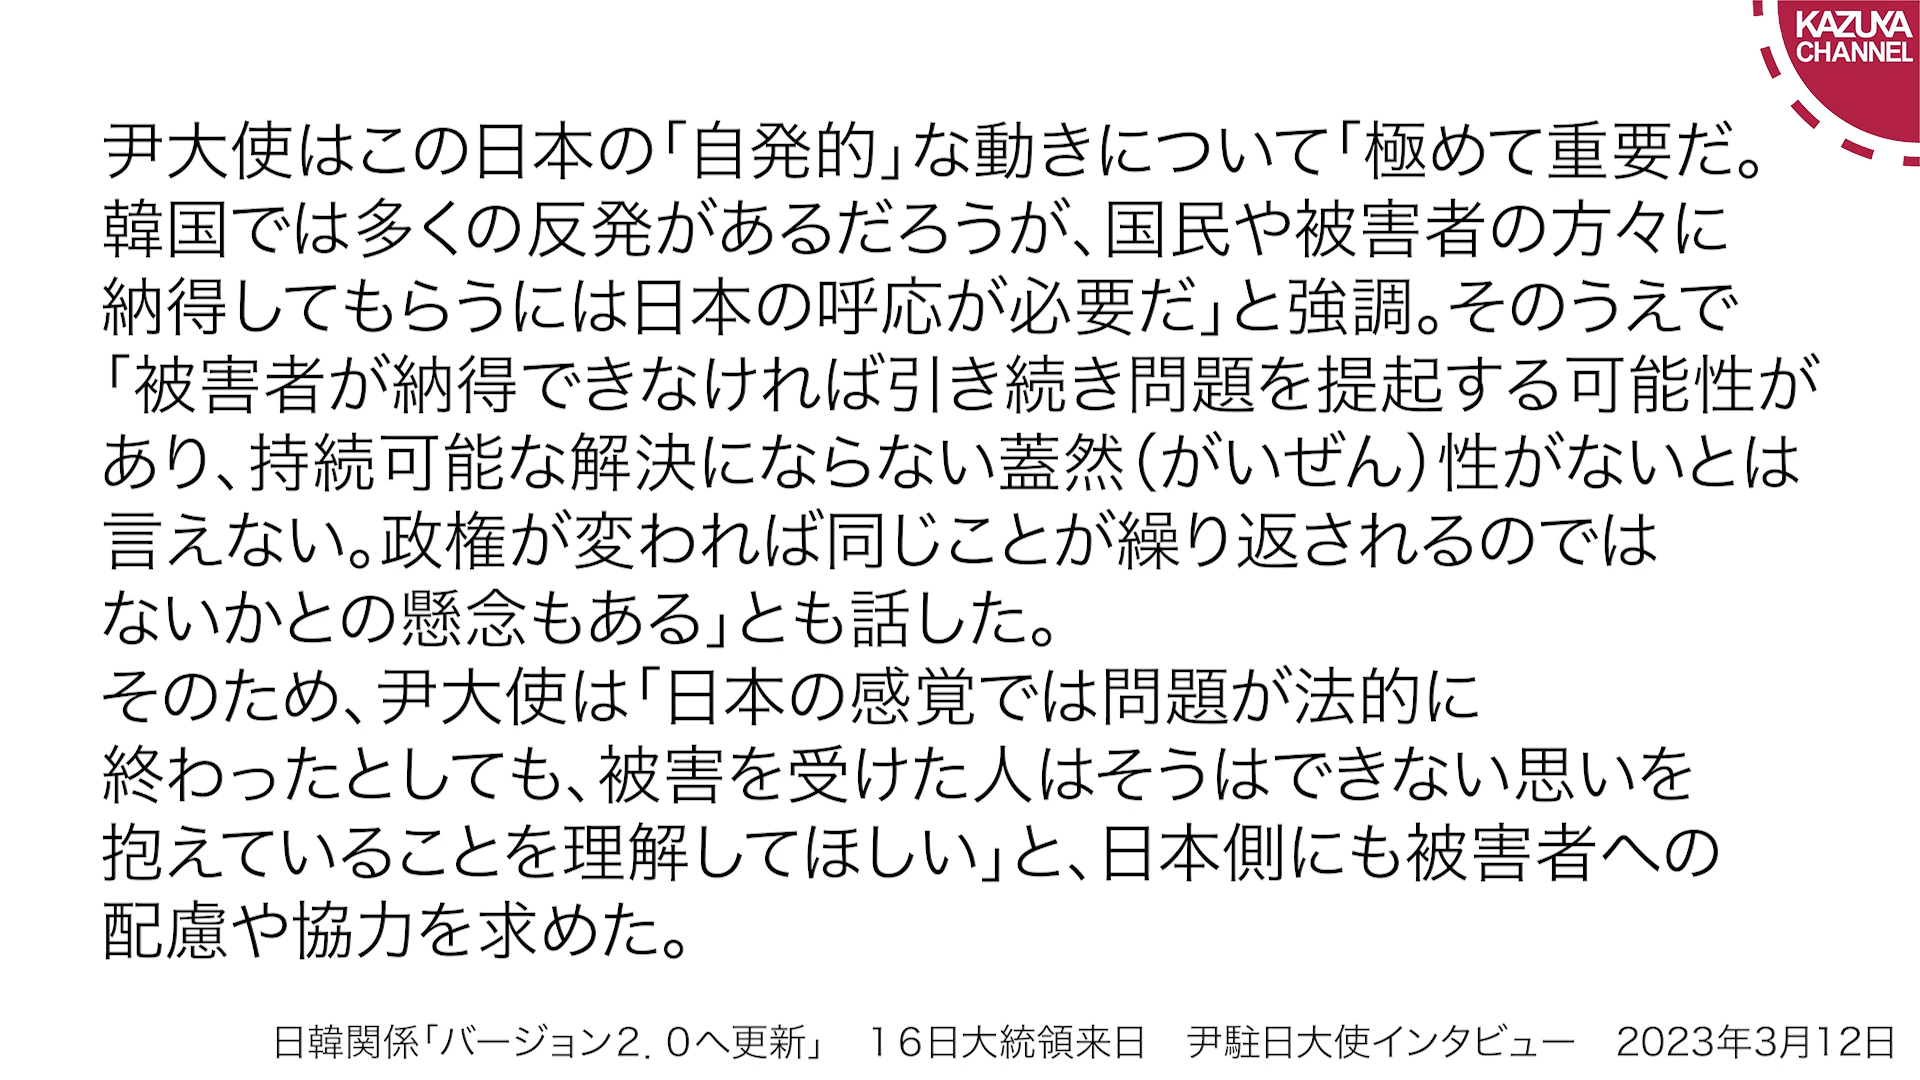 KAZUYA
CHANNEL
尹大使はこの日本の「自発的」な動きについて「極めて重要だ。
韓国では多くの反発があるだろうが、国民や被害者の方々に
納得してもらうには日本の呼応が必要だ」と強調。そのうえで
「被害者が納得できなければ引き続き問題を提起する可能性が
あり、持続可能な解決にならない蓋然（がいぜん）性がないとは
言えない。政権が変われば同じことが繰り返されるのでは
ないかとの懸念もある」とも話した。
そのため、尹大使は「日本の感覚では問題が法的に
終わったとしても、被害を受けた人はそうはできない思いを
抱えていることを理解してほしい」と、日本側にも被害者への
配慮や協力を求めた。
日韓関係「バージョン２．０へ更新」　１６日大統領来日　尹駐日大使インタビュー　2023年3月12日